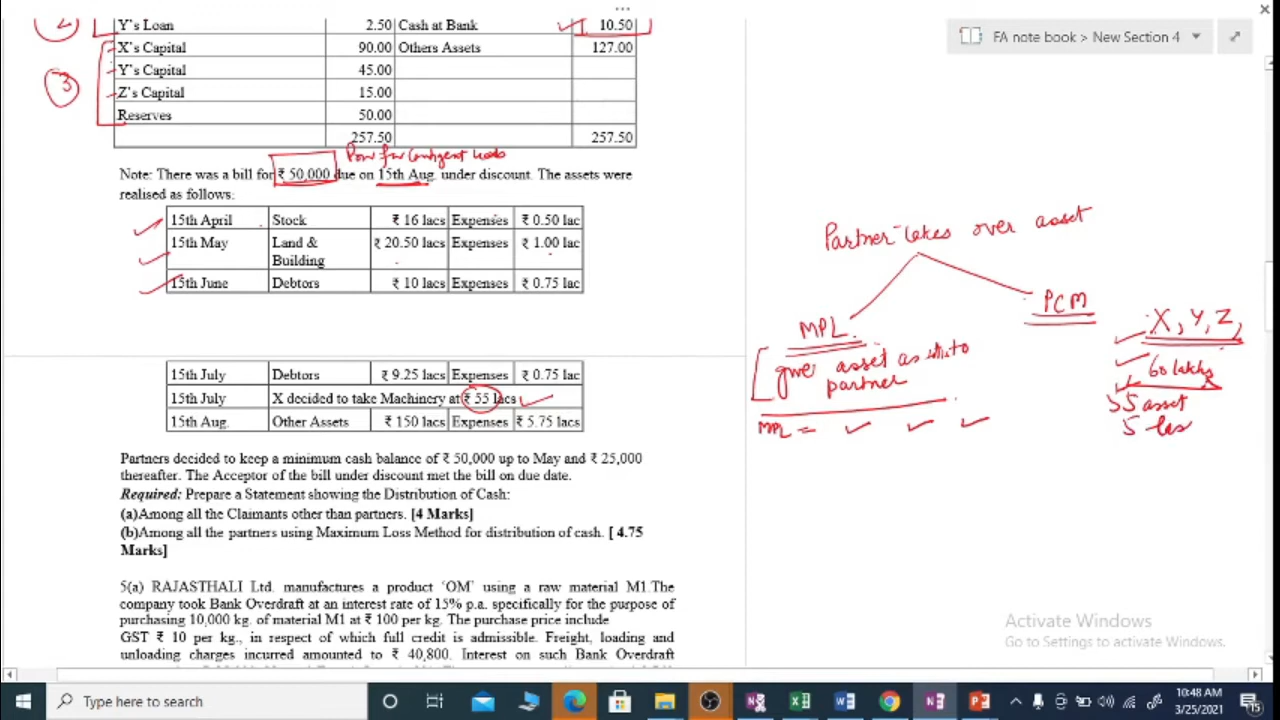 Y's Loan 2.50 Cash at Bank 10.50
X's Capital 90.00 Others Assets 127.00
Y's Capital 45.00
Z's Capital 15.00
Reserves 50.00
257.50 257.50
2
3
Note: There was a bill for ₹ 50,000 due on 15th Aug. under discount. The assets were
realised as follows:
15th April Stock ₹ 16 lacs Expenses ₹ 0.50 lac
15th May Land & Building ₹ 20.50 lacs Expenses ₹ 1.00 lac
15th June Debtors ₹ 10 lacs Expenses ₹ 0.75 lac
15th July Debtors ₹ 9.25 lacs Expenses ₹ 0.75 lac
15th July X decided to take Machinery at ₹ 55 lacs
15th Aug. Other Assets ₹ 150 lacs Expenses ₹ 5.75 lacs
Partners decided to keep a minimum cash balance of ₹ 50,000 up to May and ₹ 25,000
thereafter. The Acceptor of the bill under discount met the bill on due date.
Required: Prepare a Statement showing the Distribution of Cash:
(a)Among all the Claimants other than partners. [4 Marks]
(b)Among all the partners using Maximum Loss Method for distribution of cash. [ 4.75
Marks]
5(a) RAJASTHALI Ltd. manufactures a product ‘OM’ using a raw material M1.The
company took Bank Overdraft at an interest rate of 15% p.a. specifically for the purpose of
purchasing 10,000 kg. of material M1 at ₹ 100 per kg. The purchase price include
GST ₹ 10 per kg., in respect of which full credit is admissible. Freight, loading and
unloading charges incurred amounted to ₹ 40,800. Interest on such Bank Overdraft
FA note book > New Section 4
Partner takes over asset
MPL PCM
give asset as it is to
partner
MPL =
X, Y, Z,
60 lakhs
55 asset
5 las
Activate Windows
Go to Settings to activate Windows.
Type here to search
10:48 AM
3/25/2021
15